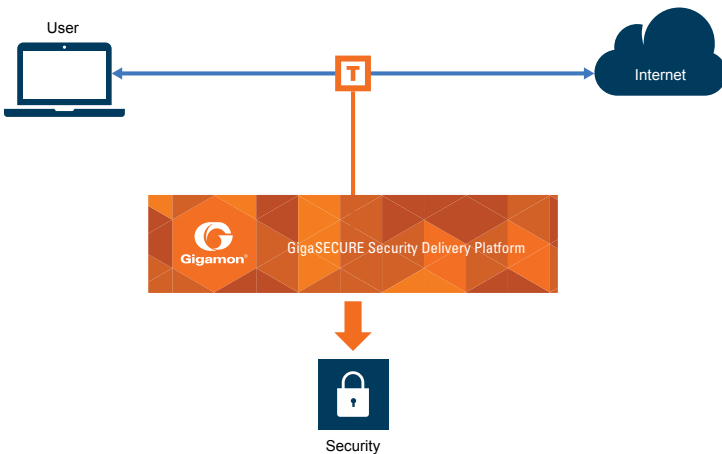 User
T
Internet
GigaSECURE Security Delivery Platform
Gigamon®
Security